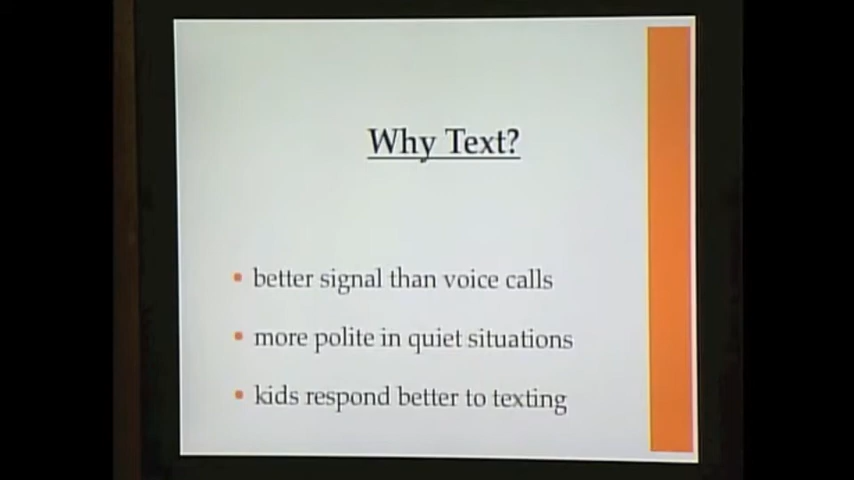 Why Text?
• better signal than voice calls
• more polite in quiet situations
• kids respond better to texting